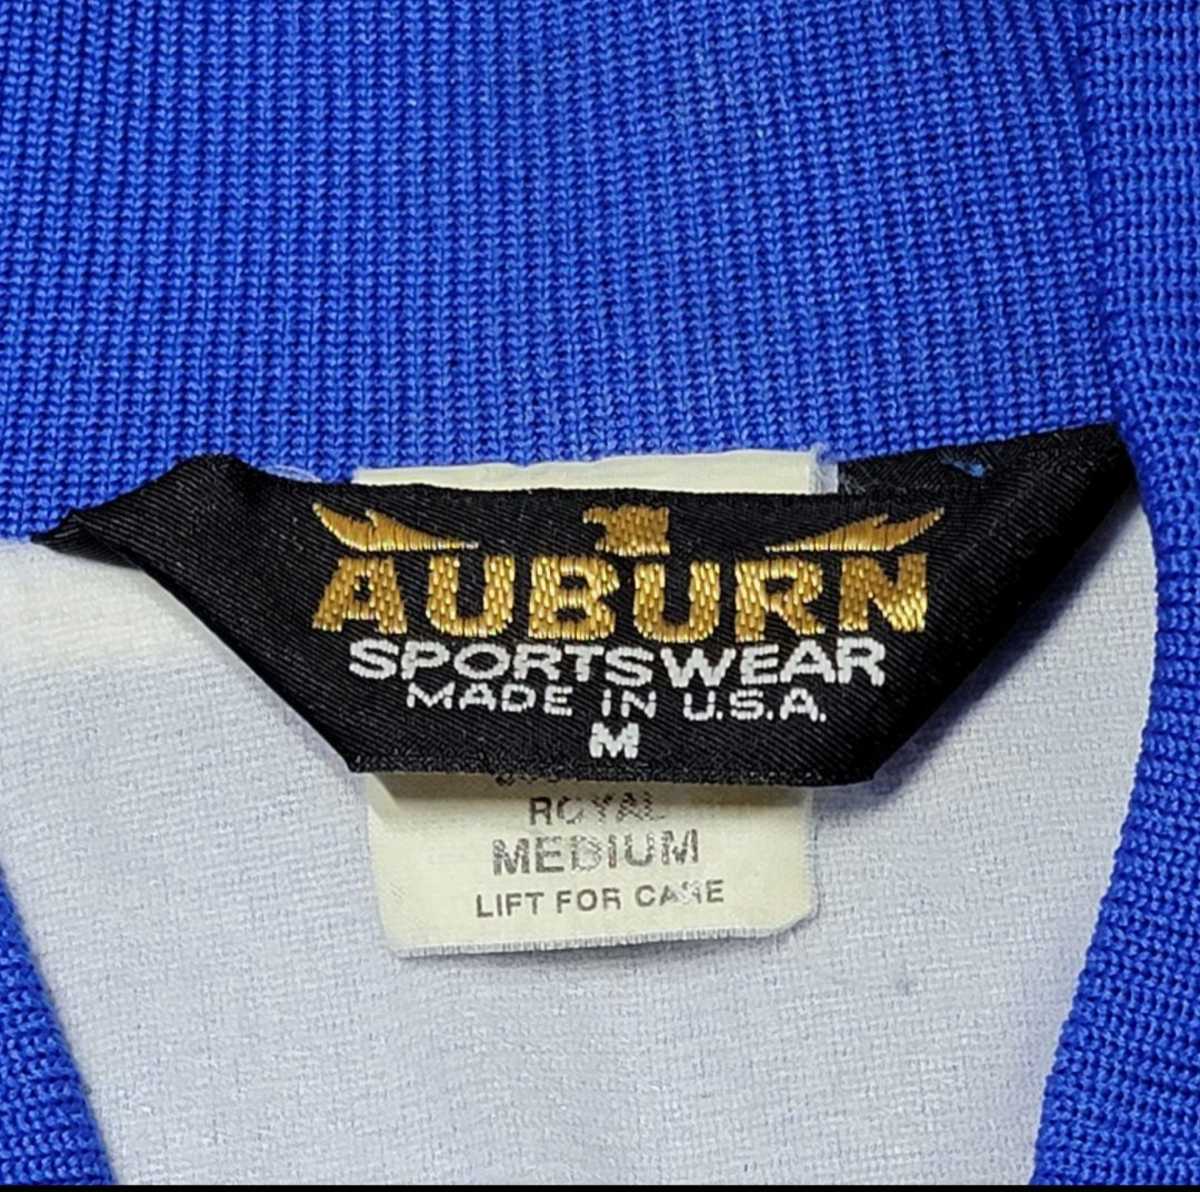 AUBURN
SPORTSWEAR
MADE IN U.S.A.
M
ROYAL
MEDIUM
LIFT FOR CARE